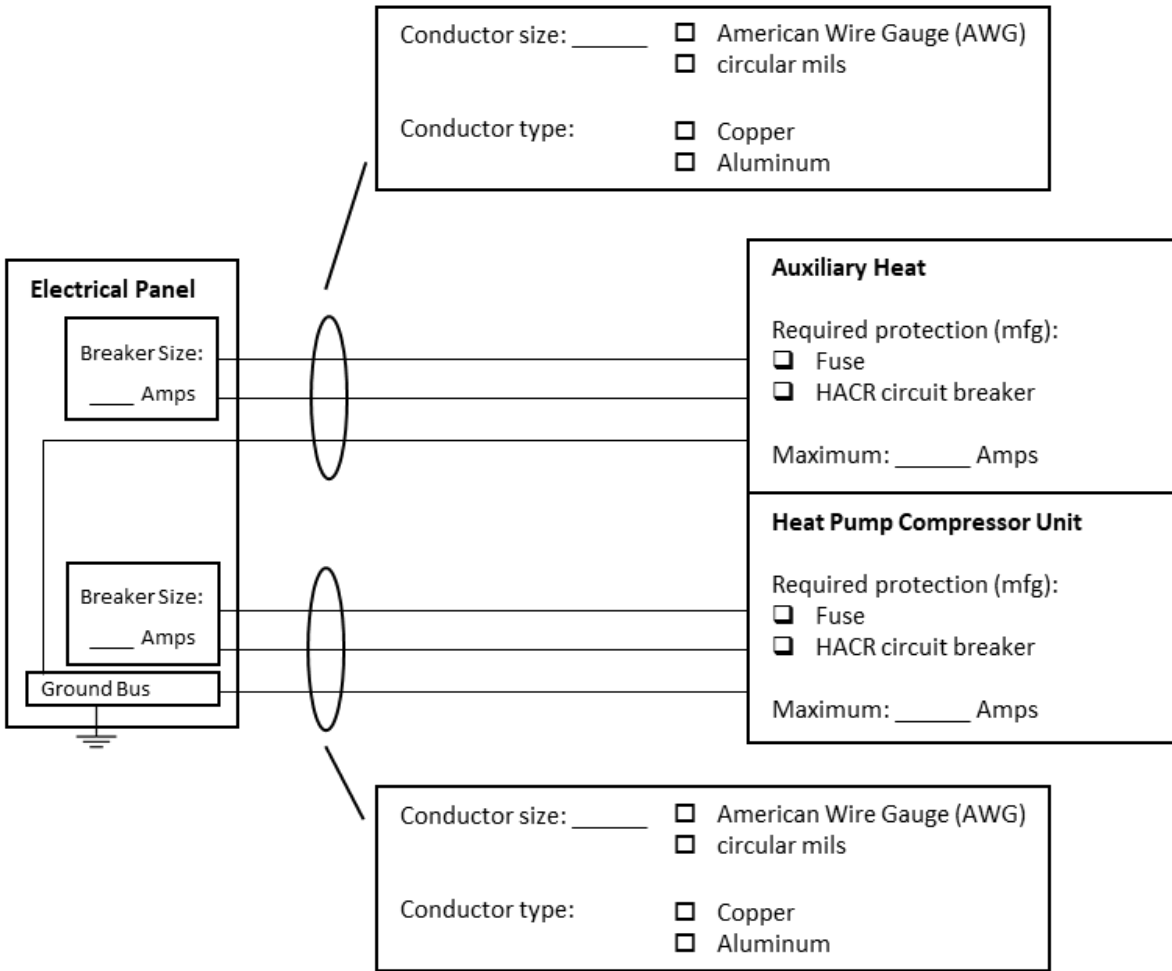 Conductor size: ______ ☐ American Wire Gauge (AWG)
☐ circular mils
Conductor type: ☐ Copper
☐ Aluminum
Electrical Panel
Breaker Size:
____ Amps
Breaker Size:
____ Amps
Ground Bus
Auxiliary Heat
Required protection (mfg):
❑ Fuse
❑ HACR circuit breaker
Maximum: ______ Amps
Heat Pump Compressor Unit
Required protection (mfg):
❑ Fuse
❑ HACR circuit breaker
Maximum: ______ Amps
Conductor size: ______ ☐ American Wire Gauge (AWG)
☐ circular mils
Conductor type: ☐ Copper
☐ Aluminum